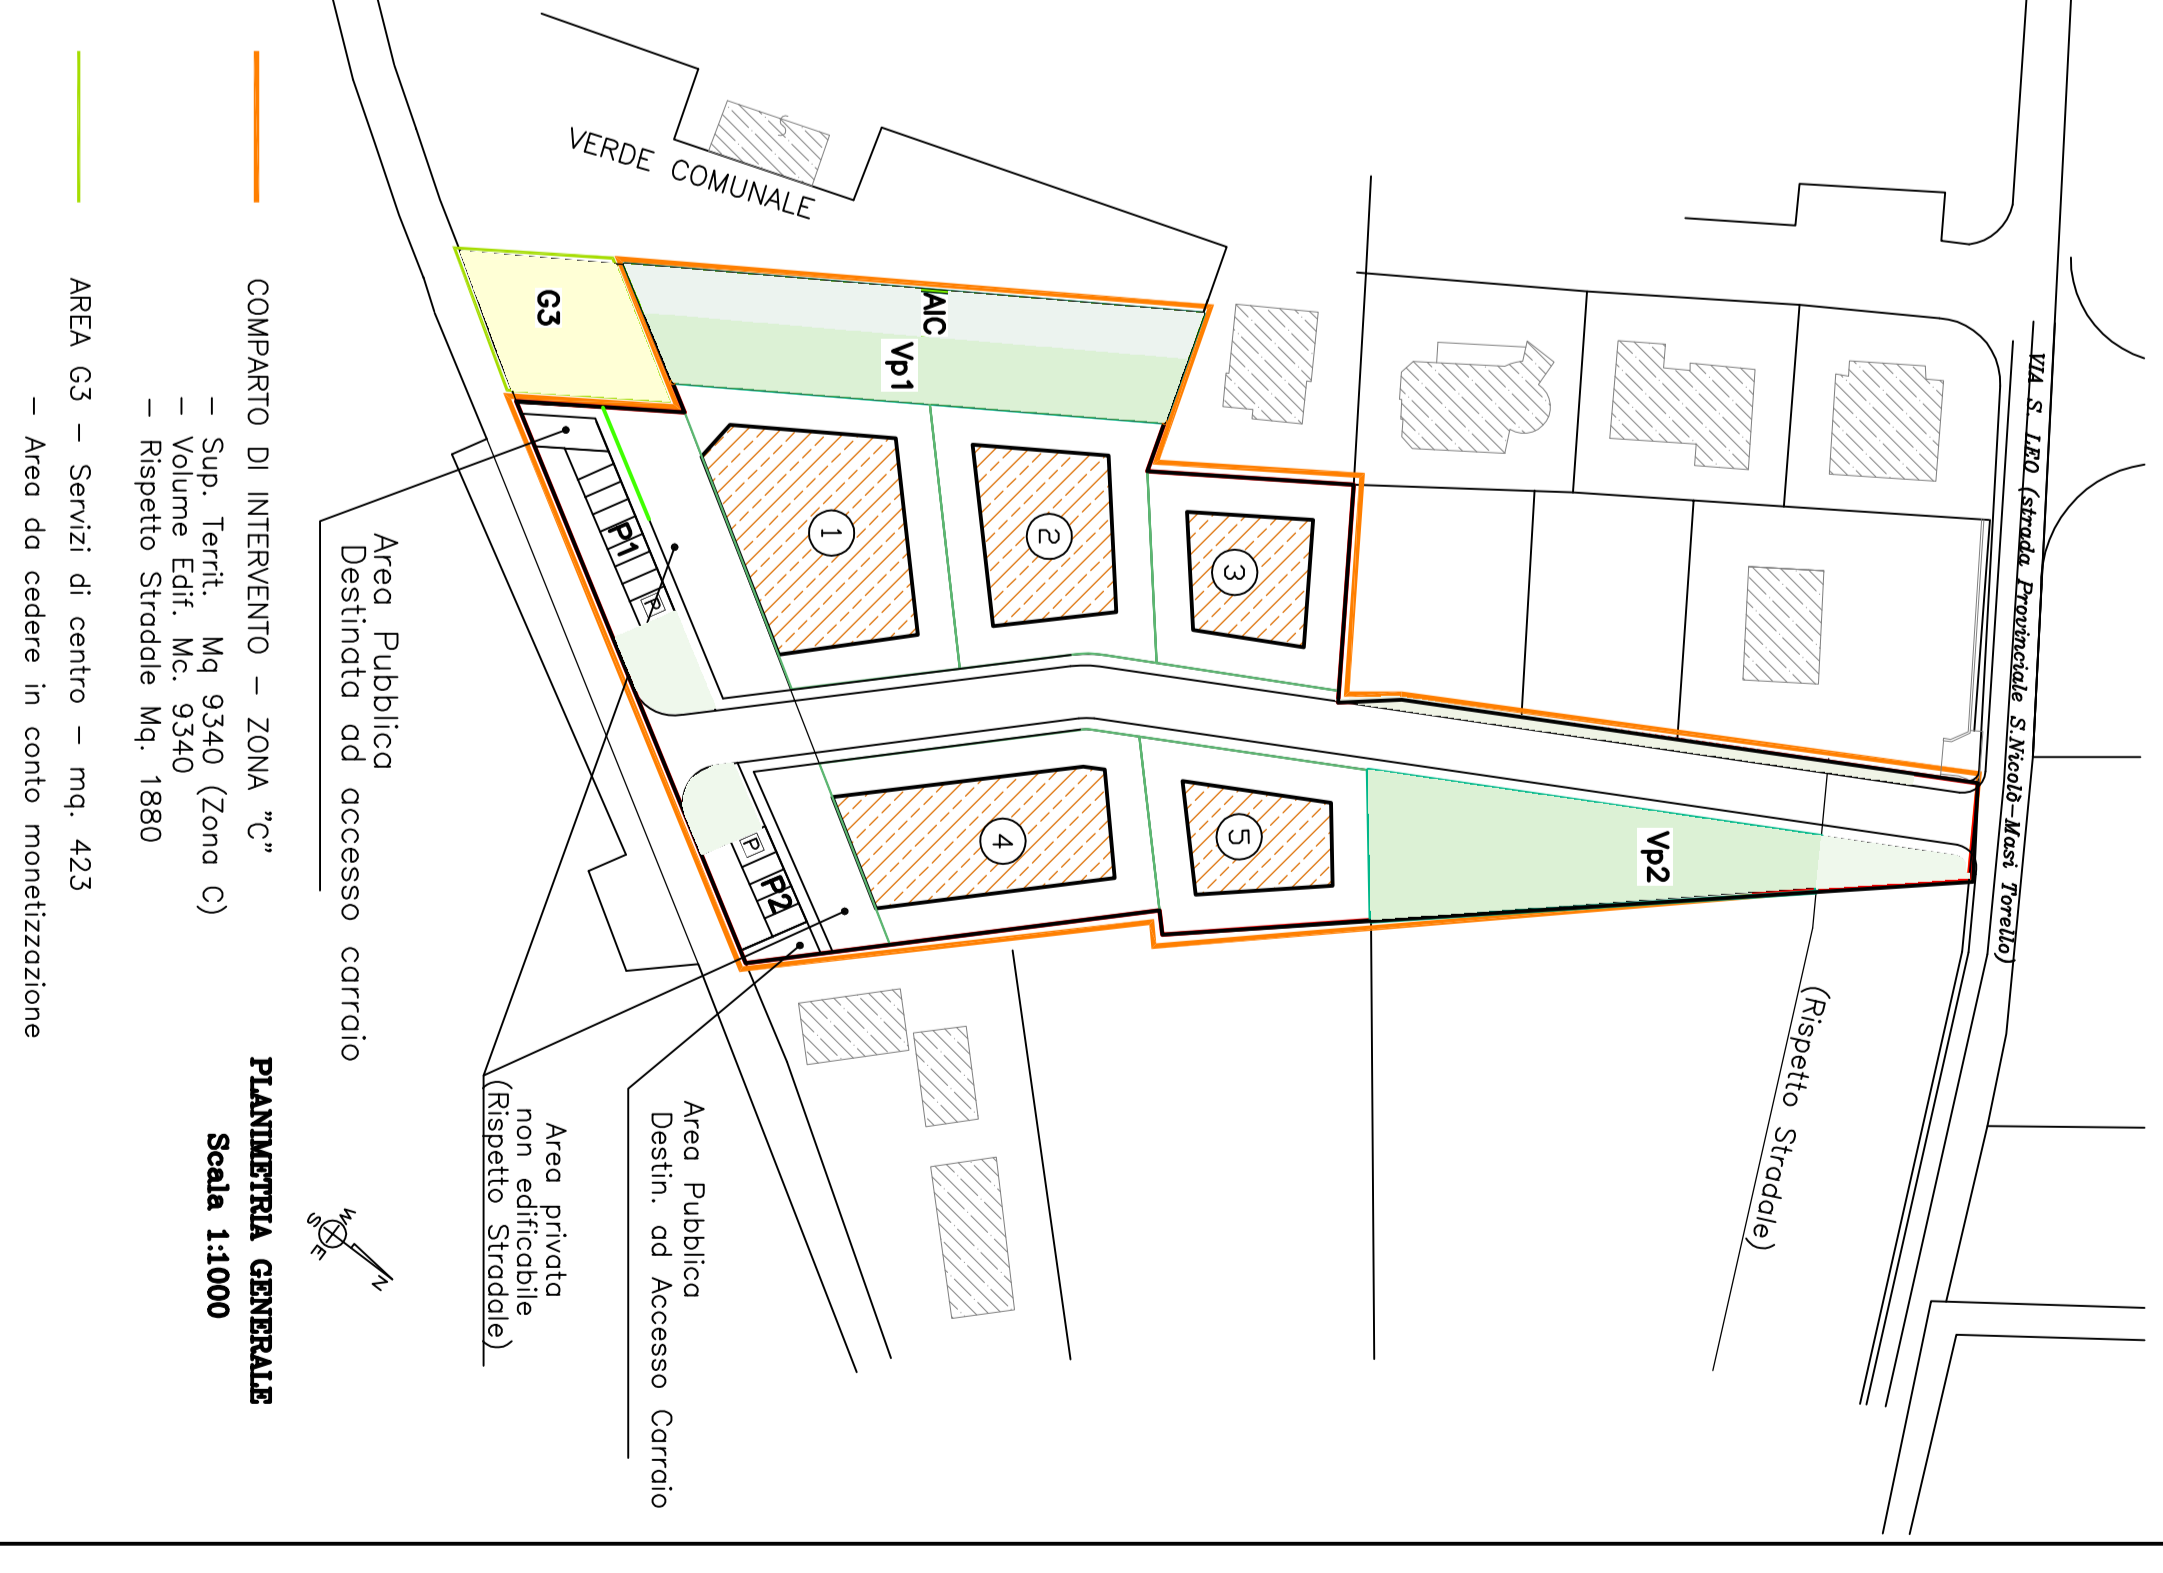 VIA S. LEO (strada Provinciale S.Nicolò-Masi Torello)
(Rispetto Stradale)
VERDE COMUNALE
S
AIC
Vp1
Vp2
G3
1
2
3
4
5
P1
P
P2
P
Area Pubblica
Destinata ad accesso carraio
Area Pubblica
Destin. ad Accesso Carraio
Area privata
non edificabile
(Rispetto Stradale)
N
W
S
E
PLANIMETRIA GENERALE
Scala 1:1000
COMPARTO DI INTERVENTO - ZONA "C"
- Sup. Territ. Mq 9340 (Zona C)
- Volume Edif. Mc. 9340
- Rispetto Stradale Mq. 1880
AREA G3 - Servizi di centro - mq. 423
- Area da cedere in conto monetizzazione